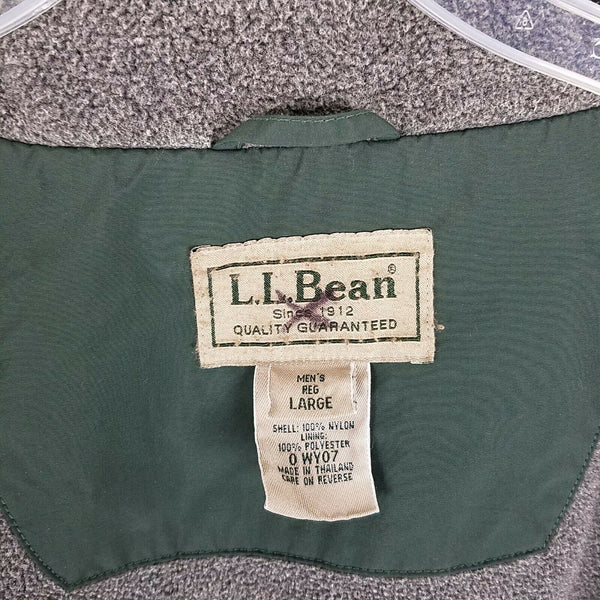 L.L.Bean®
Since 1912
QUALITY GUARANTEED
MEN'S
REG
LARGE
SHELL: 100% NYLON
LINING:
100% POLYESTER
0 WY07
MADE IN THAILAND
CARE ON REVERSE